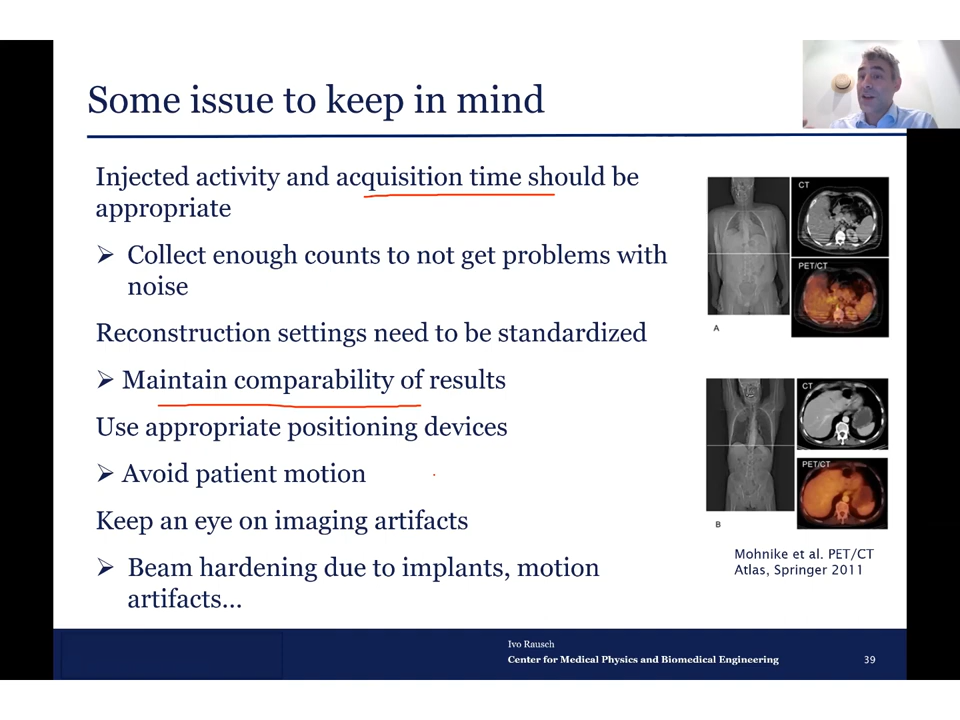 Some issue to keep in mind
Injected activity and acquisition time should be
appropriate
➢ Collect enough counts to not get problems with
noise
Reconstruction settings need to be standardized
➢ Maintain comparability of results
Use appropriate positioning devices
➢ Avoid patient motion
Keep an eye on imaging artifacts
➢ Beam hardening due to implants, motion
artifacts...
CT
PET/CT
A
CT
PET/CT
B
Mohnike et al. PET/CT
Atlas, Springer 2011
Ivo Rausch
Center for Medical Physics and Biomedical Engineering
39